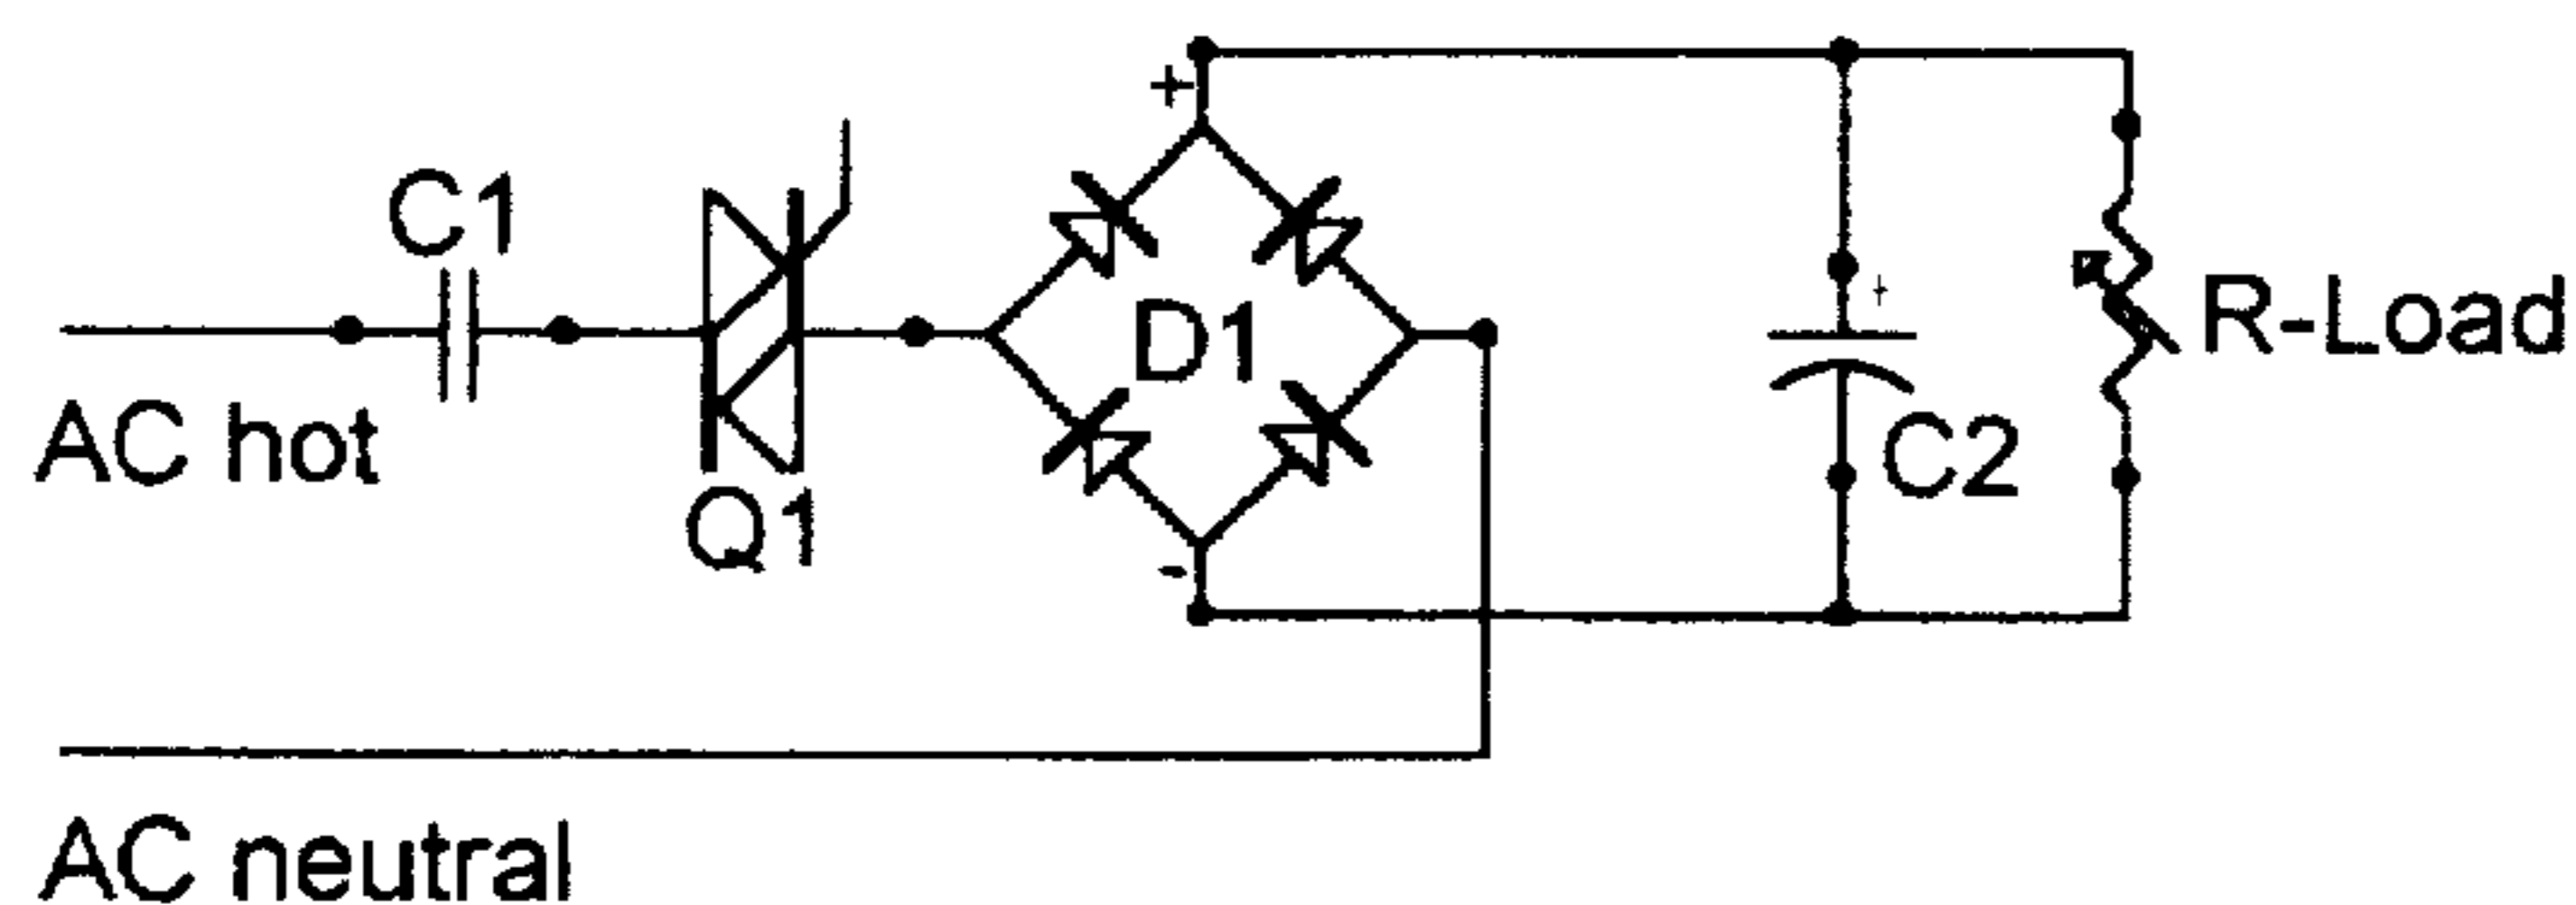 C1
AC hot
Q1
+
D1
-
+
C2
R-Load
AC neutral